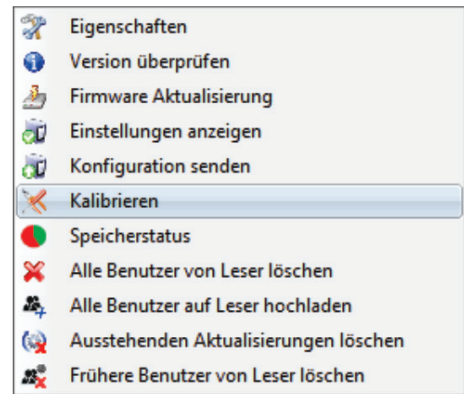 Eigenschaften
Version überprüfen
Firmware Aktualisierung
Einstellungen anzeigen
Konfiguration senden
Kalibrieren
Speicherstatus
Alle Benutzer von Leser löschen
Alle Benutzer auf Leser hochladen
Ausstehenden Aktualisierungen löschen
Frühere Benutzer von Leser löschen